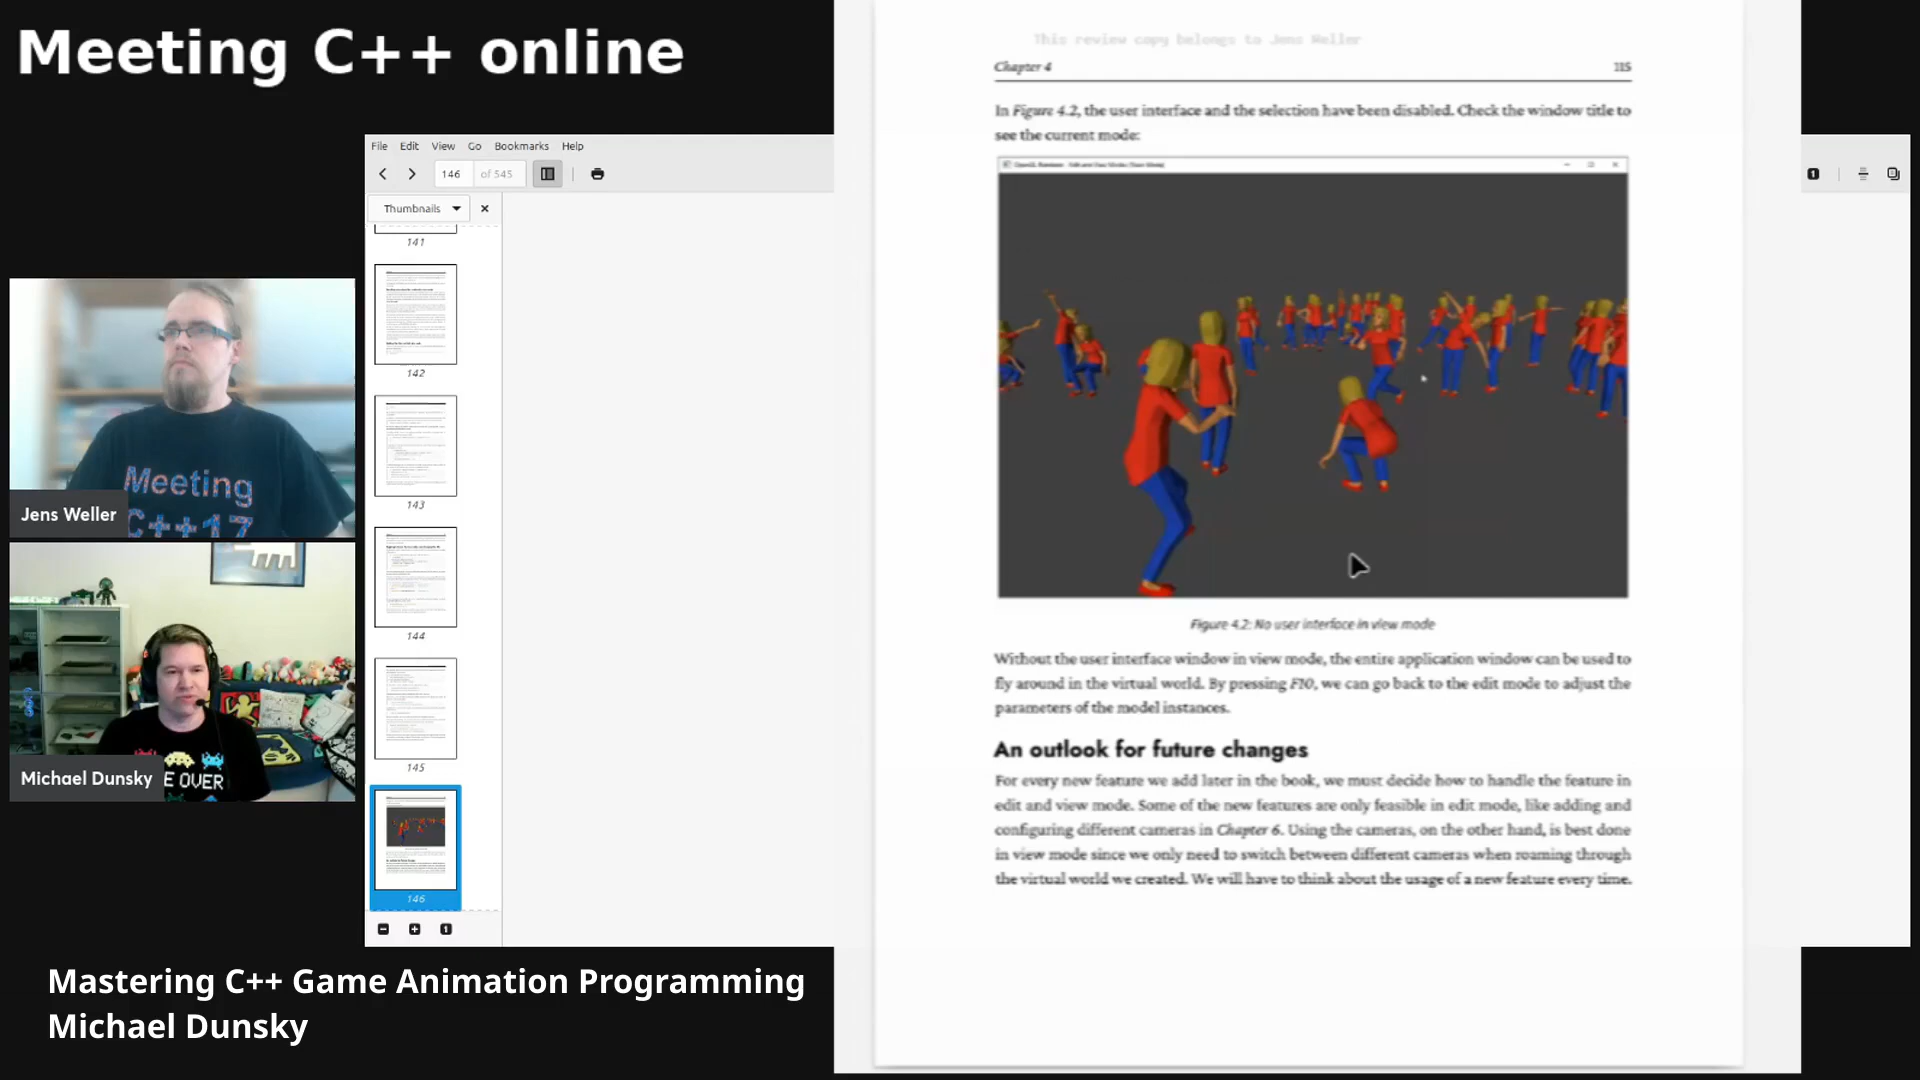 Meeting C++ online
File Edit View Go Bookmarks Help
146 of 545
Thumbnails
141
142
143
144
145
146
1
Jens Weller
Meeting
C++17
Michael Dunsky
E OVER
Mastering C++ Game Animation Programming
Michael Dunsky
This review copy belongs to Jens Weller
Chapter 4 115
In Figure 4.2, the user interface and the selection have been disabled. Check the window title to
see the current mode:
Figure 4.2: No user interface in view mode
Without the user interface window in view mode, the entire application window can be used to
fly around in the virtual world. By pressing F10, we can go back to the edit mode to adjust the
parameters of the model instances.
An outlook for future changes
For every new feature we add later in the book, we must decide how to handle the feature in
edit and view mode. Some of the new features are only feasible in edit mode, like adding and
configuring different cameras in Chapter 6. Using the cameras, on the other hand, is best done
in view mode since we only need to switch between different cameras when roaming through
the virtual world we created. We will have to think about the usage of a new feature every time.
1